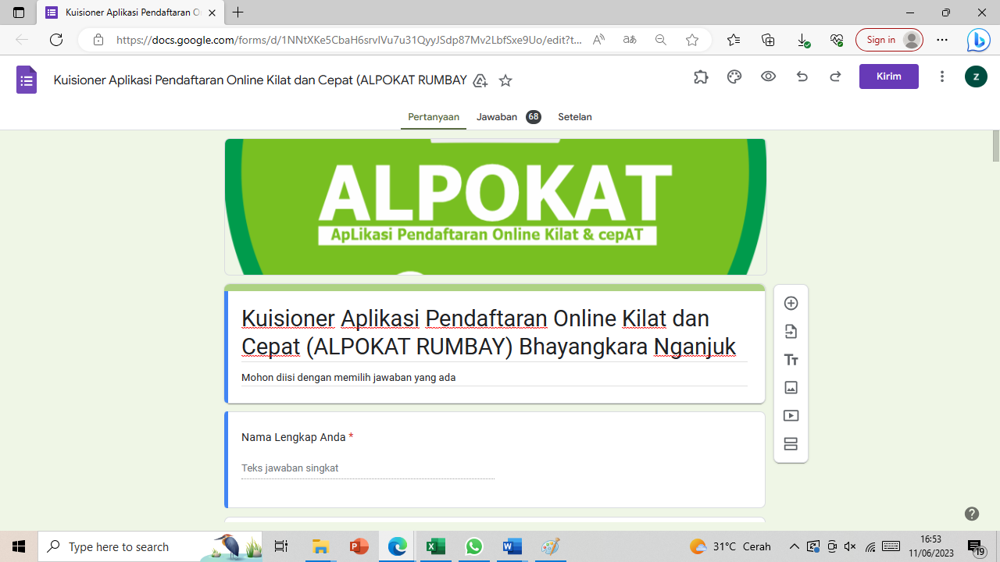 Kuisioner Aplikasi Pendaftaran O
https://docs.google.com/forms/d/1NNtXKe5CbaH6srvIVu7u31QyyJSdp87Mv2LbfSxe9Uo/edit?t...
Sign in
Kuisioner Aplikasi Pendaftaran Online Kilat dan Cepat (ALPOKAT RUMBAY
Kirim
z
Pertanyaan
Jawaban 68
Setelan
ALPOKAT
ApLikasi Pendaftaran Online Kilat & cepAT
Kuisioner Aplikasi Pendaftaran Online Kilat dan
Cepat (ALPOKAT RUMBAY) Bhayangkara Nganjuk
Mohon diisi dengan memilih jawaban yang ada
Nama Lengkap Anda *
Teks jawaban singkat
Type here to search
31°C Cerah
16:53
11/06/2023
19